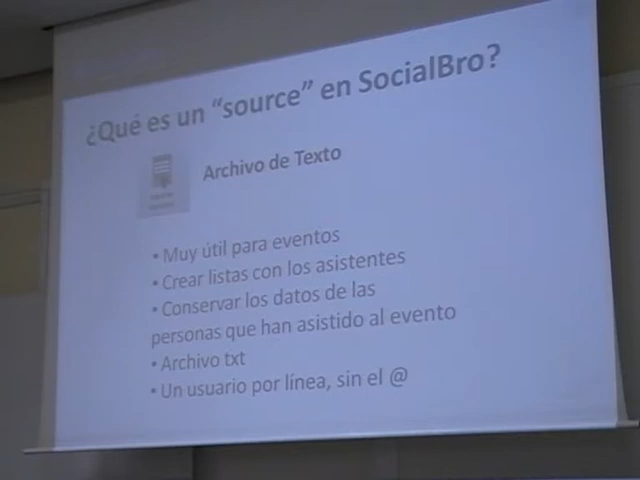 ¿Qué es un “source” en SocialBro?
Archivo de Texto
• Muy útil para eventos
• Crear listas con los asistentes
• Conservar los datos de las
personas que han asistido al evento
• Archivo txt
• Un usuario por línea, sin el @